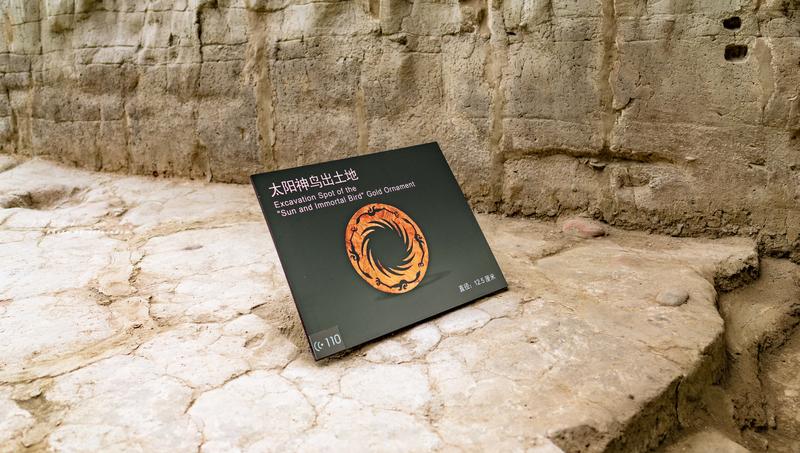 太阳神鸟出土地
Excavation Spot of the
"Sun and Immortal Bird" Gold Ornament
直径：12.5 厘米
110